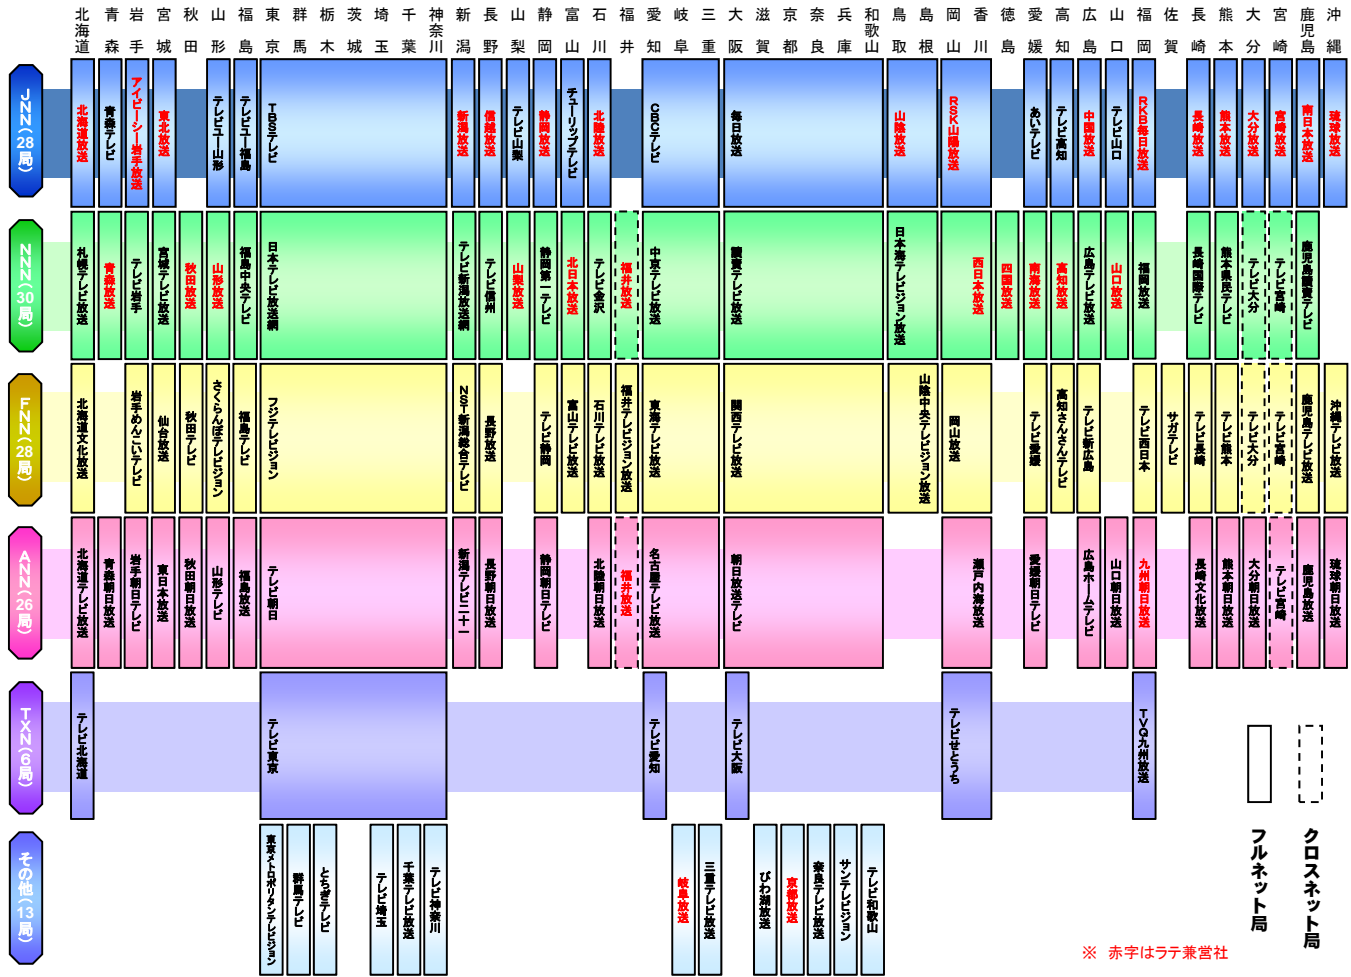 北海道
青森
岩手
宮城
秋田
山形
福島
東京
群馬
栃木
茨城
埼玉
千葉
神奈川
新潟
長野
山梨
静岡
富山
石川
福井
愛知
岐阜
三重
大阪
滋賀
京都
奈良
兵庫
和歌山
鳥取
島根
岡山
香川
徳島
愛媛
高知
広島
山口
福岡
佐賀
長崎
熊本
大分
宮崎
鹿児島
沖縄
JNN(28局)
北海道放送
青森テレビ
アイビーシー岩手放送
東北放送
テレビユー山形
テレビユー福島
TBSテレビ
新潟放送
信越放送
テレビ山梨
静岡放送
チューリップテレビ
北陸放送
CBCテレビ
毎日放送
山陰放送
RSK山陽放送
あいテレビ
テレビ高知
中国放送
テレビ山口
RKB毎日放送
長崎放送
熊本放送
大分放送
宮崎放送
南日本放送
琉球放送
NNN(30局)
札幌テレビ放送
青森放送
テレビ岩手
宮城テレビ放送
秋田放送
山形放送
福島中央テレビ
日本テレビ放送網
テレビ新潟放送網
テレビ信州
山梨放送
静岡第一テレビ
北日本放送
テレビ金沢
福井放送
中京テレビ放送
讀賣テレビ放送
日本海テレビジョン放送
西日本放送
四国放送
南海放送
高知放送
広島テレビ放送
山口放送
福岡放送
長崎国際テレビ
熊本県民テレビ
テレビ大分
テレビ宮崎
鹿児島讀賣テレビ
FNN(28局)
北海道文化放送
岩手めんこいテレビ
仙台放送
秋田テレビ
さくらんぼテレビジョン
福島テレビ
フジテレビジョン
NST新潟総合テレビ
長野放送
テレビ静岡
富山テレビ放送
石川テレビ放送
福井テレビジョン放送
東海テレビ放送
関西テレビ放送
山陰中央テレビジョン放送
岡山放送
テレビ愛媛
高知さんさんテレビ
テレビ新広島
テレビ西日本
サガテレビ
テレビ長崎
テレビ熊本
テレビ大分
テレビ宮崎
鹿児島テレビ放送
沖縄テレビ放送
ANN(26局)
北海道テレビ放送
青森朝日放送
岩手朝日テレビ
東日本放送
秋田朝日放送
山形テレビ
福島放送
テレビ朝日
新潟テレビ二十一
長野朝日放送
静岡朝日テレビ
北陸朝日放送
福井放送
名古屋テレビ放送
朝日放送テレビ
瀬戸内海放送
愛媛朝日テレビ
広島ホームテレビ
山口朝日放送
九州朝日放送
長崎文化放送
熊本朝日放送
大分朝日放送
テレビ宮崎
鹿児島放送
琉球朝日放送
TXN(6局)
テレビ北海道
テレビ東京
テレビ愛知
テレビ大阪
テレビせとうち
TVQ九州放送
その他(13局)
東京メトロポリタンテレビジョン
群馬テレビ
とちぎテレビ
テレビ埼玉
千葉テレビ放送
テレビ神奈川
岐阜放送
三重テレビ放送
びわ湖放送
京都放送
奈良テレビ放送
サンテレビジョン
テレビ和歌山
フルネット局
クロスネット局
※ 赤字はラテ兼営社